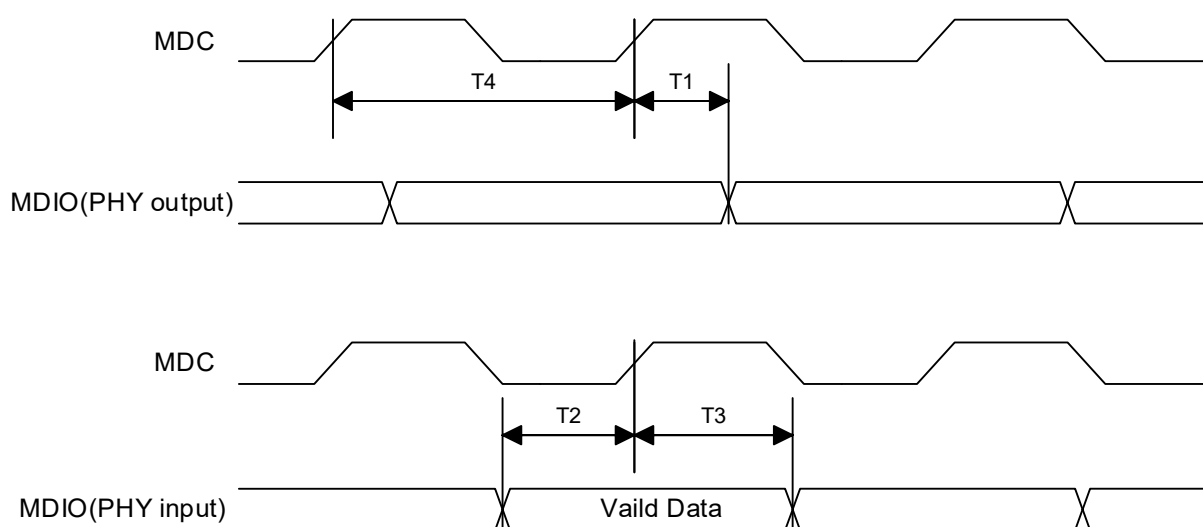 MDC
T4
T1
MDIO(PHY output)
MDC
T2
T3
MDIO(PHY input)
Vaild Data